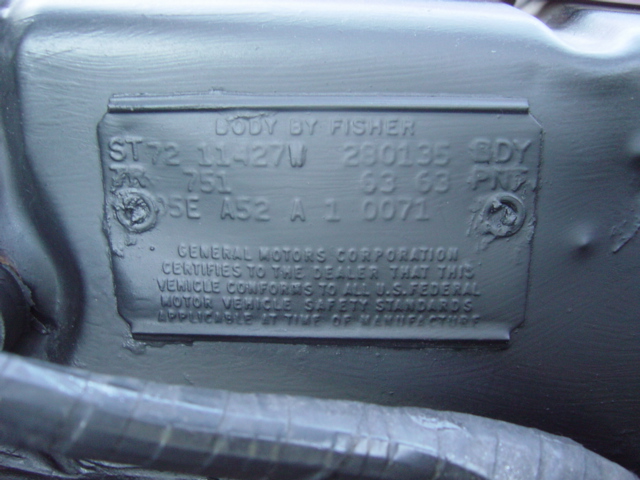 BODY BY FISHER
ST72 11427W 280135 BDY
TR 751 63 63 PNT
05E A52 A 1 0071
GENERAL MOTORS CORPORATION
CERTIFIES TO THE DEALER THAT THIS
VEHICLE CONFORMS TO ALL U.S. FEDERAL
MOTOR VEHICLE SAFETY STANDARDS
APPLICABLE AT TIME OF MANUFACTURE